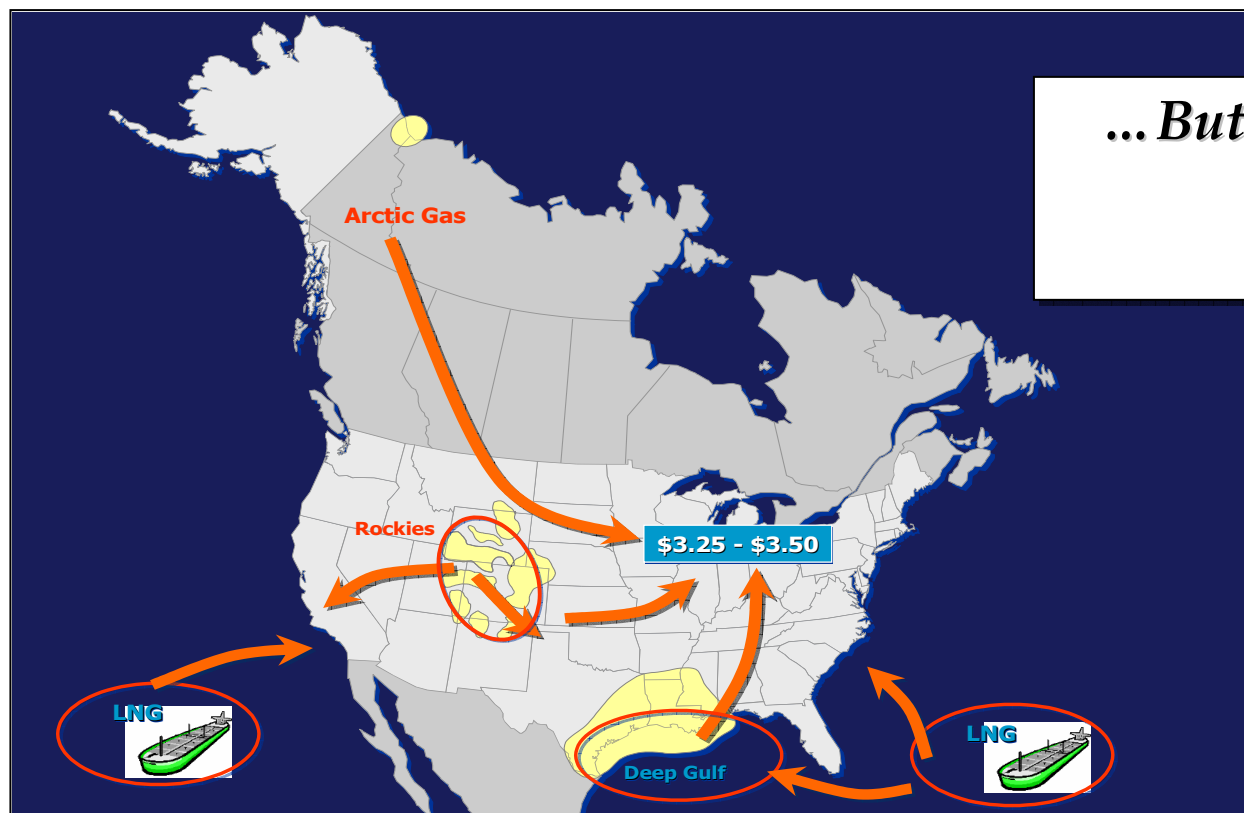 ... But
Arctic Gas
Rockies
$3.25 - $3.50
LNG
LNG
Deep Gulf